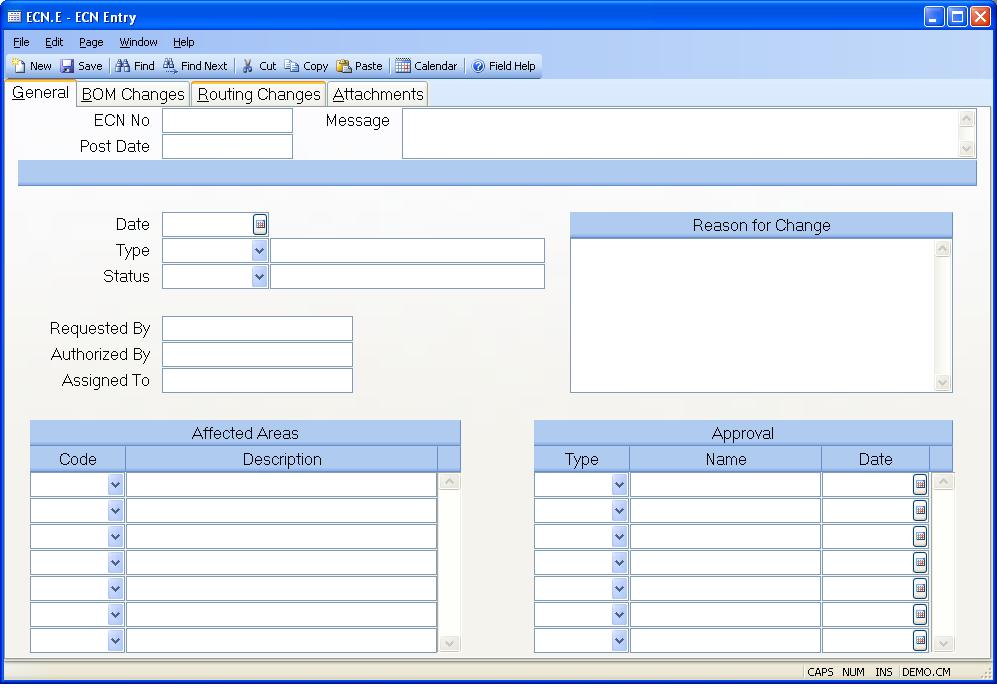 ECN.E - ECN Entry
File Edit Page Window Help
New Save Find Find Next Cut Copy Paste Calendar Field Help
General BOM Changes Routing Changes Attachments
ECN No Message
Post Date
Date
Reason for Change
Type
Status
Requested By
Authorized By
Assigned To
Affected Areas Approval
Code Description Type Name Date
CAPS NUM INS DEMO.CM